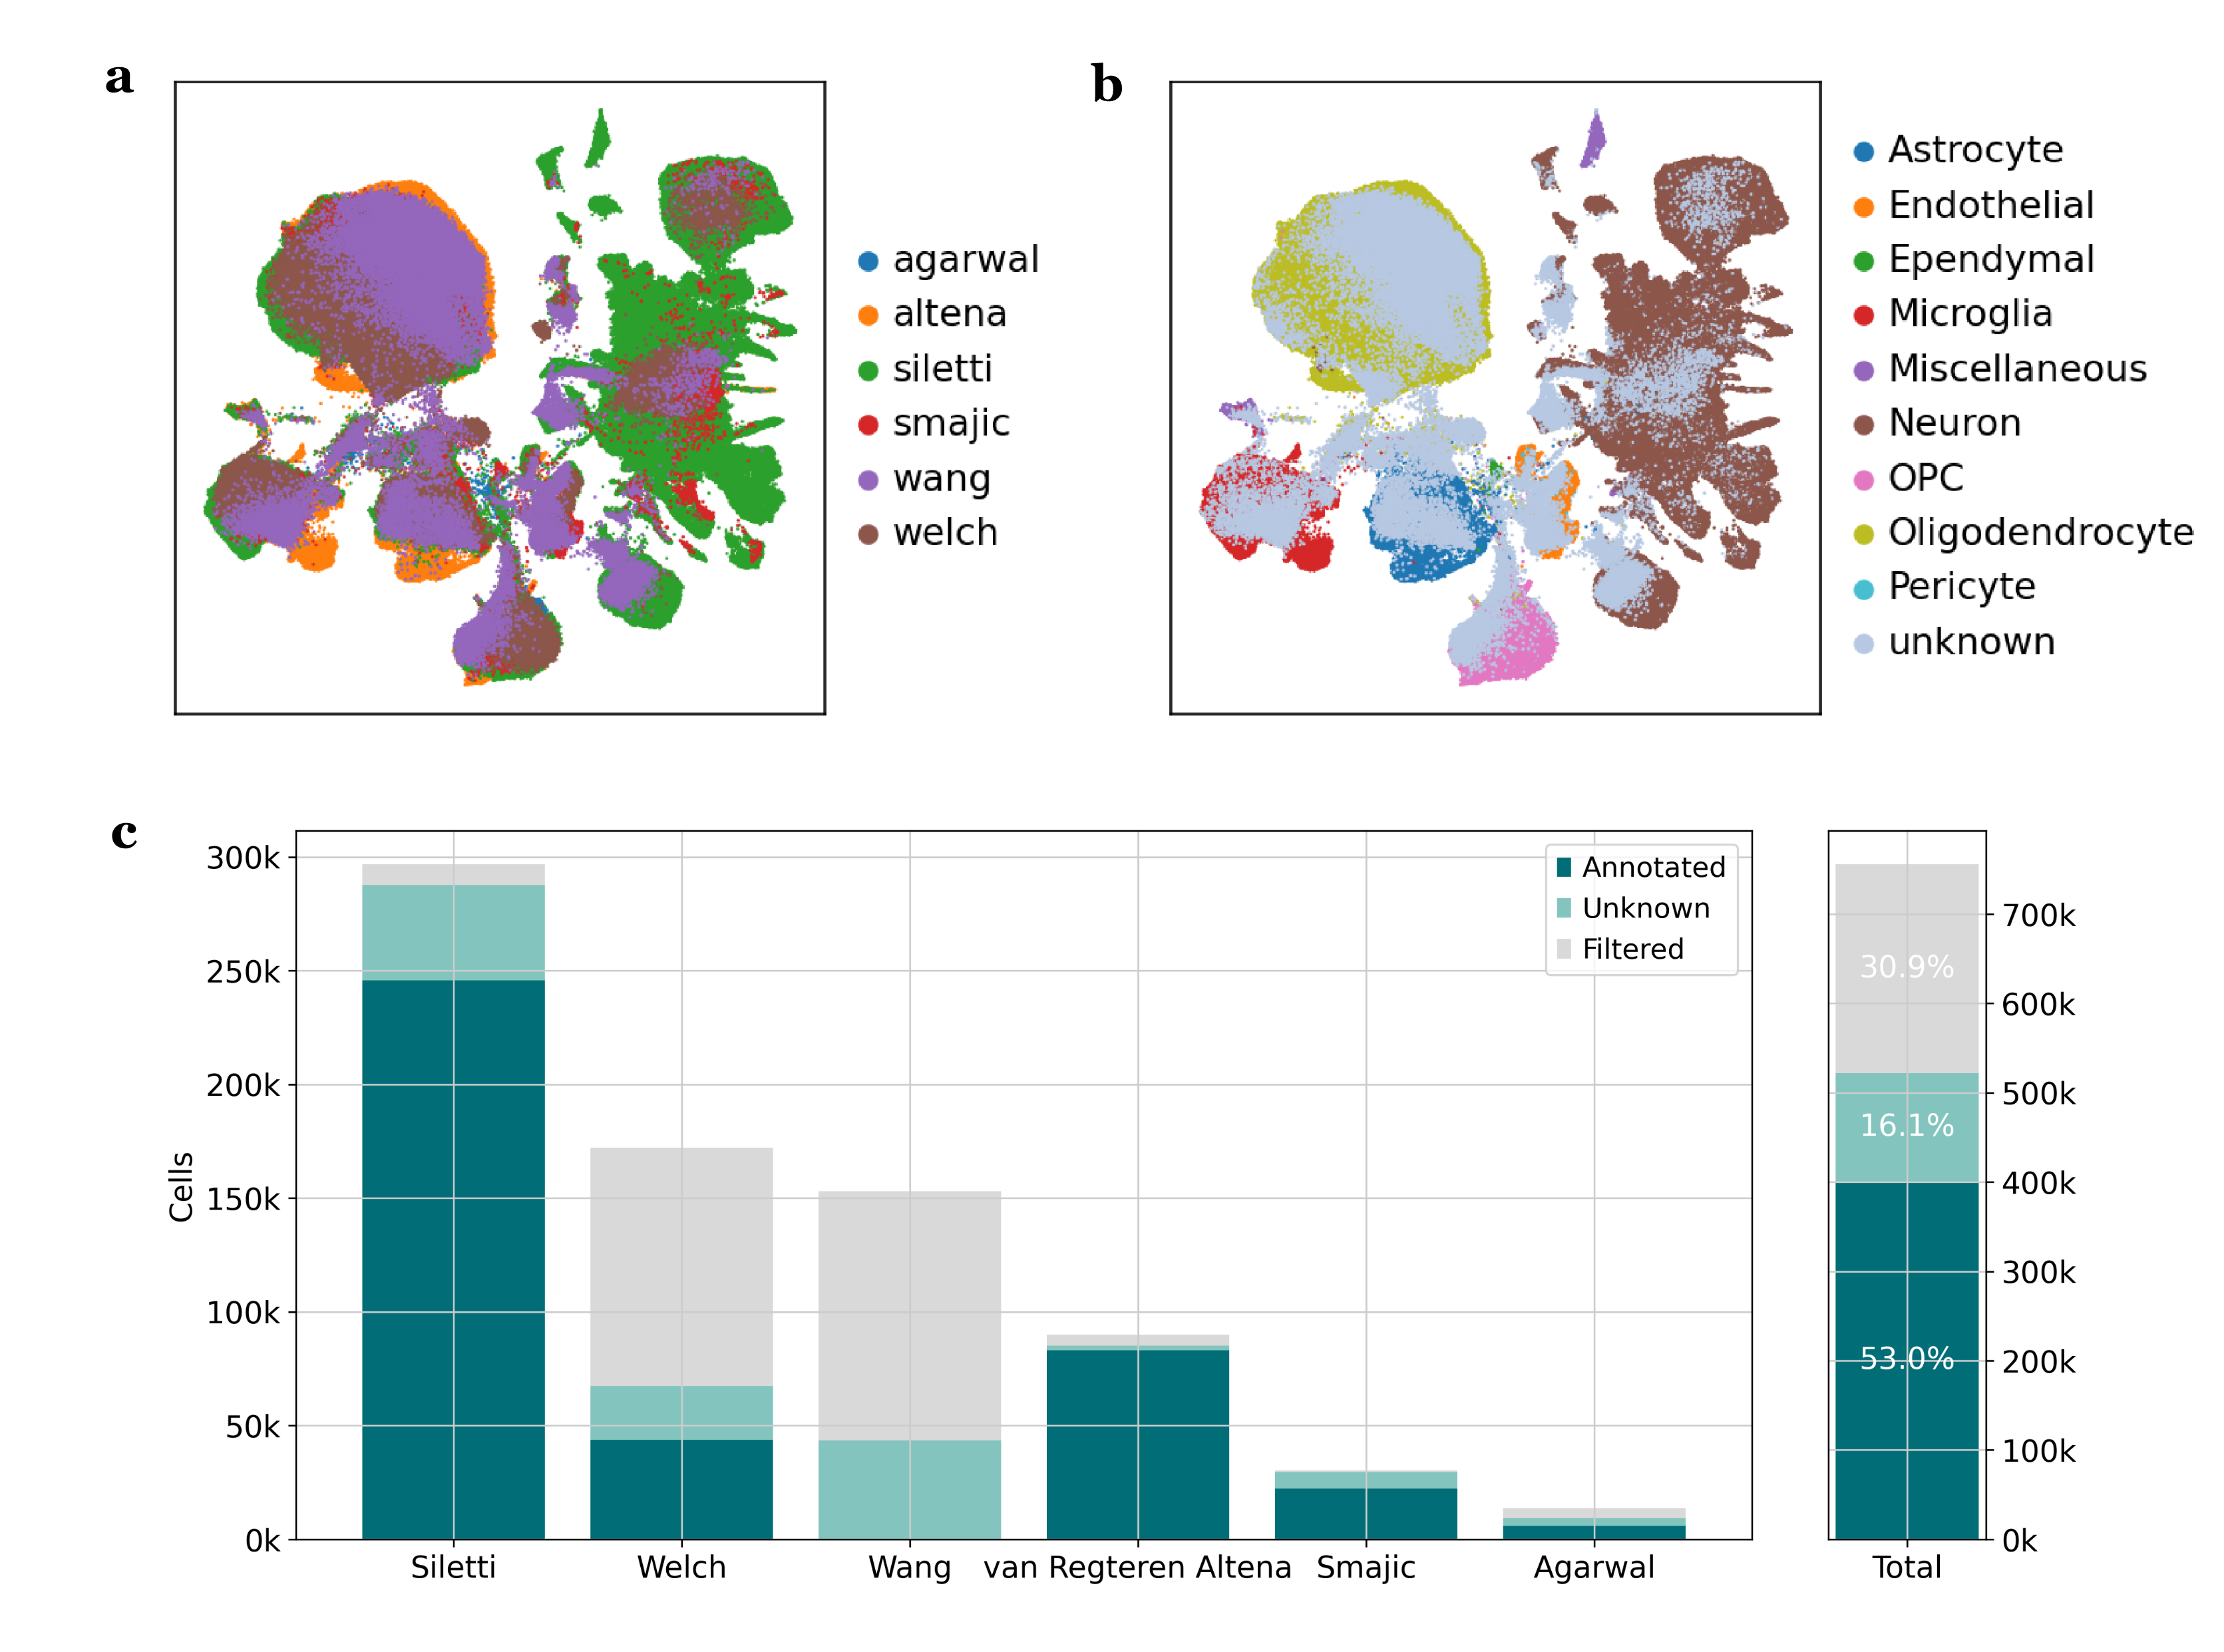 a
agarwal
altena
siletti
smajic
wang
welch
b
Astrocyte
Endothelial
Ependymal
Microglia
Miscellaneous
Neuron
OPC
Oligodendrocyte
Pericyte
unknown
c
Cells
300k
250k
200k
150k
100k
50k
0k
Annotated
Unknown
Filtered
Siletti Welch Wang van Regteren Altena Smajic Agarwal
30.9%
16.1%
53.0%
700k
600k
500k
400k
300k
200k
100k
0k
Total